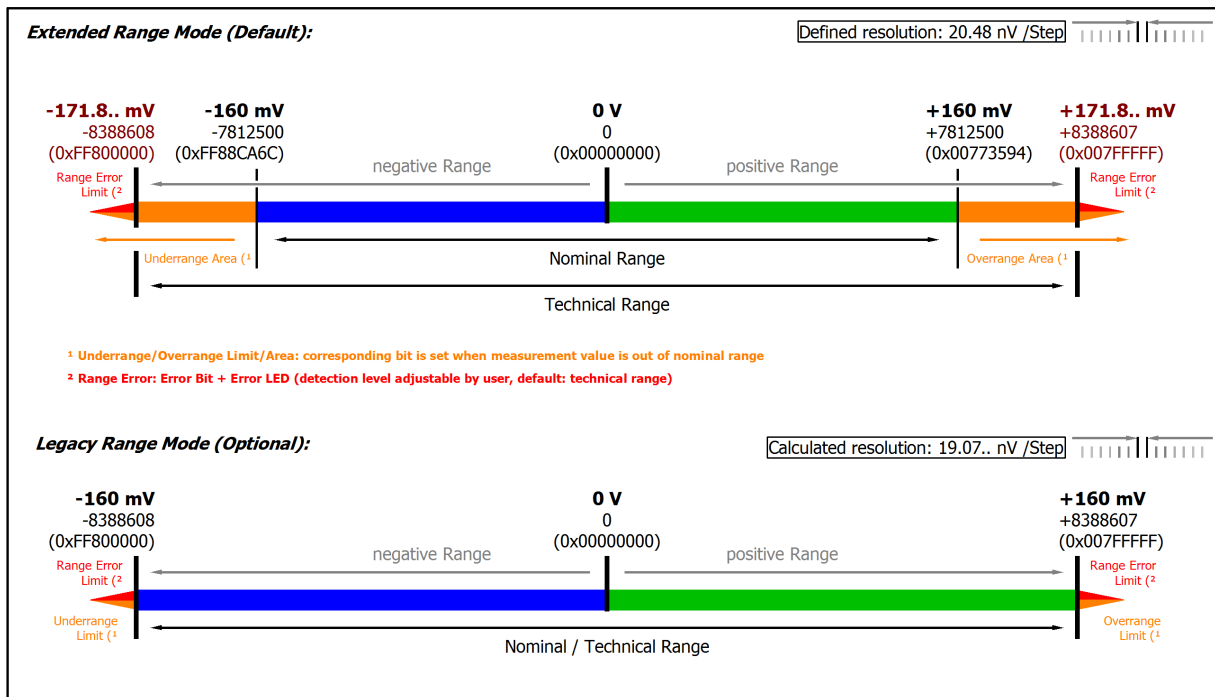 Extended Range Mode (Default):
Defined resolution: 20.48 nV /Step
-171.8.. mV
-8388608
(0xFF800000)
-160 mV
-7812500
(0xFF88CA6C)
0 V
0
(0x00000000)
+160 mV
+7812500
(0x00773594)
+171.8.. mV
+8388607
(0x007FFFFF)
negative Range
positive Range
Range Error
Limit (²
Range Error
Limit (²
Underrange Area (¹
Nominal Range
Overrange Area (¹
Technical Range
¹ Underrange/Overrange Limit/Area: corresponding bit is set when measurement value is out of nominal range
² Range Error: Error Bit + Error LED (detection level adjustable by user, default: technical range)
Legacy Range Mode (Optional):
Calculated resolution: 19.07.. nV /Step
-160 mV
-8388608
(0xFF800000)
0 V
0
(0x00000000)
+160 mV
+8388607
(0x007FFFFF)
negative Range
positive Range
Range Error
Limit (²
Range Error
Limit (²
Underrange
Limit (¹
Overrange
Limit (¹
Nominal / Technical Range